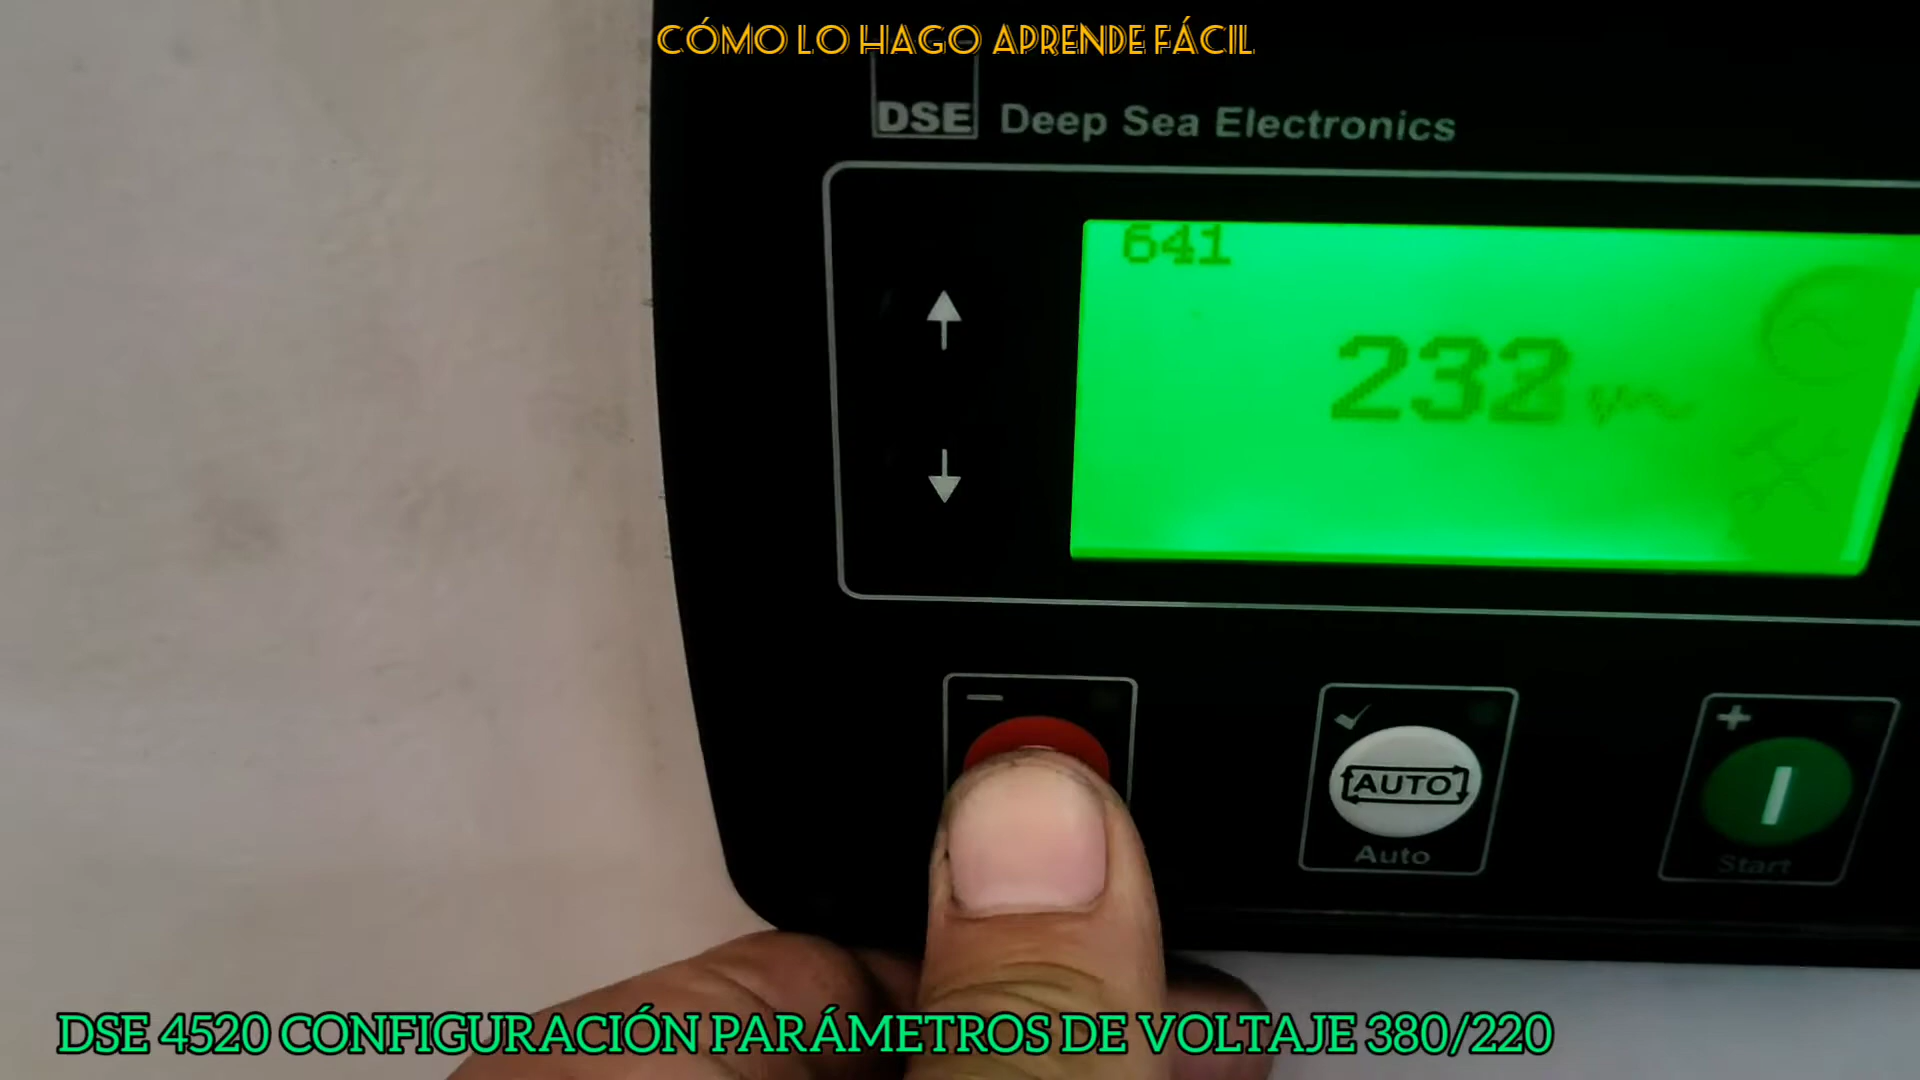 CÓMO LO HAGO APRENDE FÁCIL
DSE Deep Sea Electronics
641
232 V~
AUTO
Auto
Start
DSE 4520 CONFIGURACIÓN PARÁMETROS DE VOLTAJE 380/220